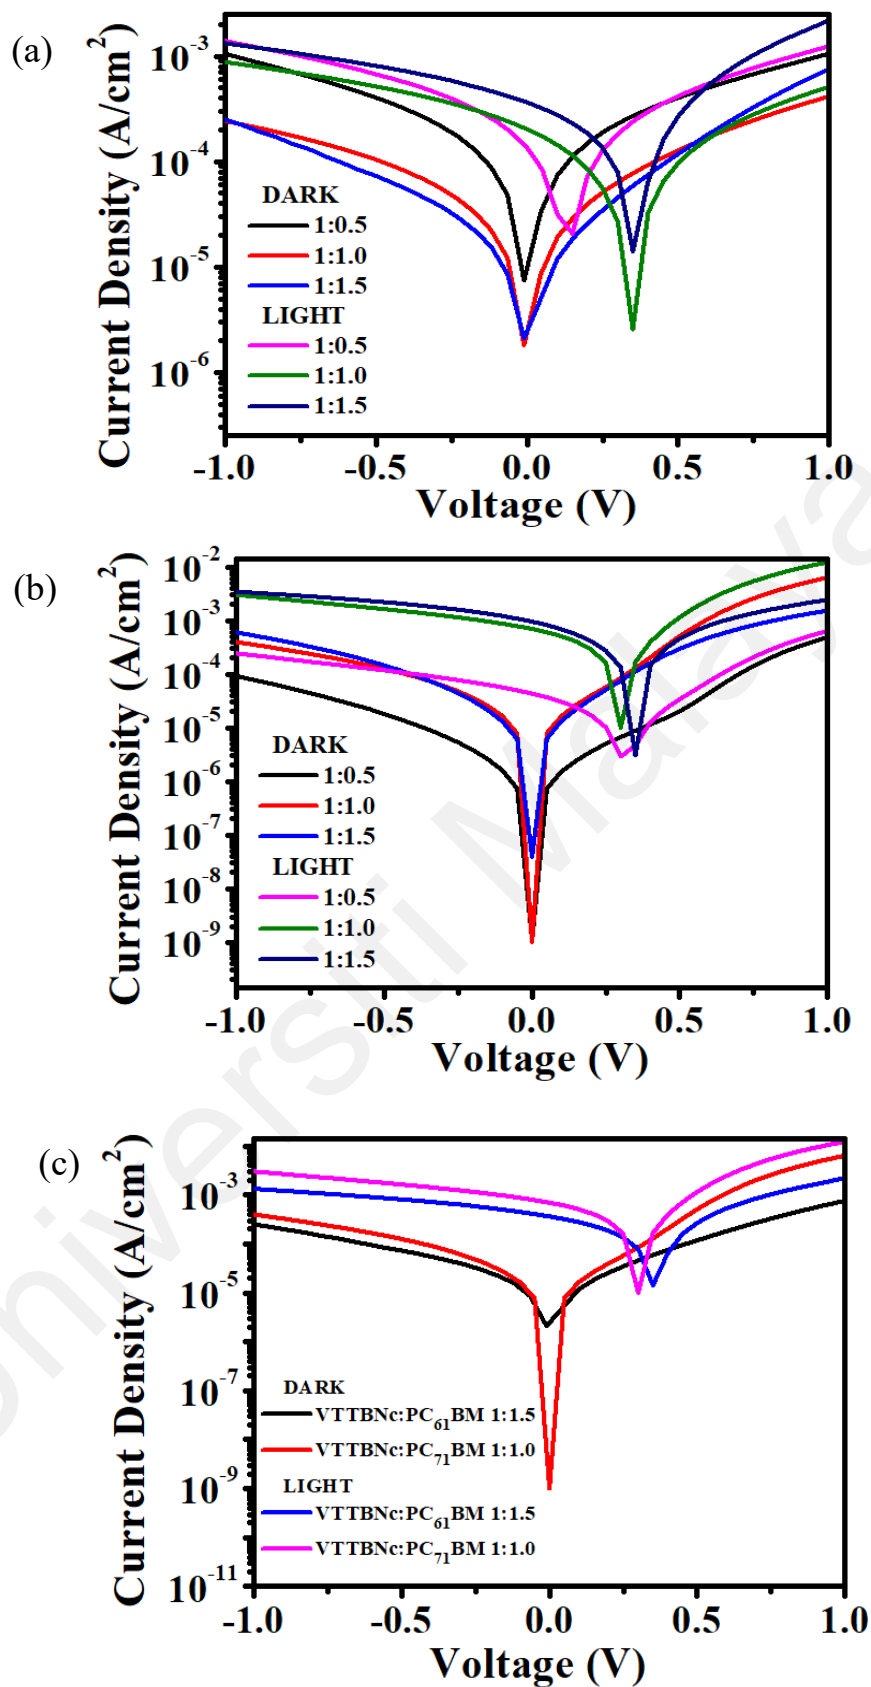 (a)
Current Density (A/cm²)
10⁻³
10⁻⁴
10⁻⁵
10⁻⁶
DARK
1:0.5
1:1.0
1:1.5
LIGHT
1:0.5
1:1.0
1:1.5
-1.0 -0.5 0.0 0.5 1.0
Voltage (V)
(b)
Current Density (A/cm²)
10⁻²
10⁻³
10⁻⁴
10⁻⁵
10⁻⁶
10⁻⁷
10⁻⁸
10⁻⁹
DARK
1:0.5
1:1.0
1:1.5
LIGHT
1:0.5
1:1.0
1:1.5
-1.0 -0.5 0.0 0.5 1.0
Voltage (V)
(c)
Current Density (A/cm²)
10⁻³
10⁻⁵
10⁻⁷
10⁻⁹
10⁻¹¹
DARK
VTTBNc:PC₆₁BM 1:1.5
VTTBNc:PC₇₁BM 1:1.0
LIGHT
VTTBNc:PC₆₁BM 1:1.5
VTTBNc:PC₇₁BM 1:1.0
-1.0 -0.5 0.0 0.5 1.0
Voltage (V)
Universiti Malaya